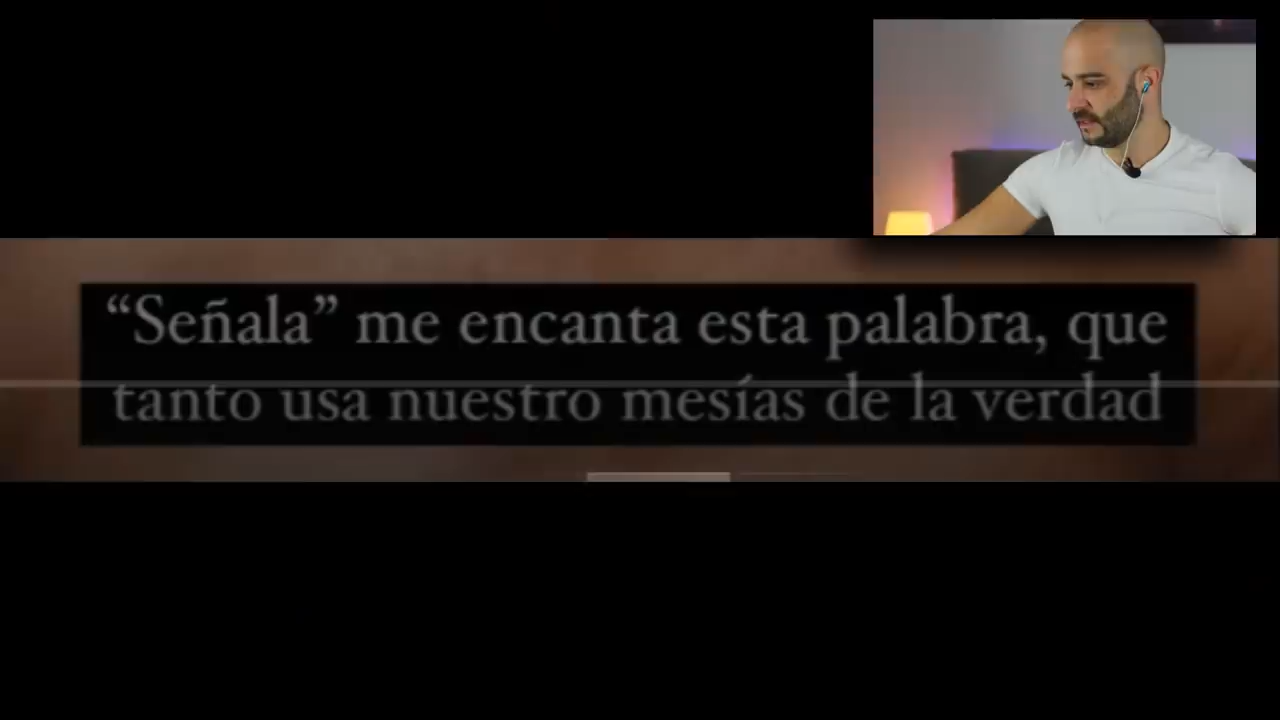 “Señala” me encanta esta palabra, que
tanto usa nuestro mesías de la verdad